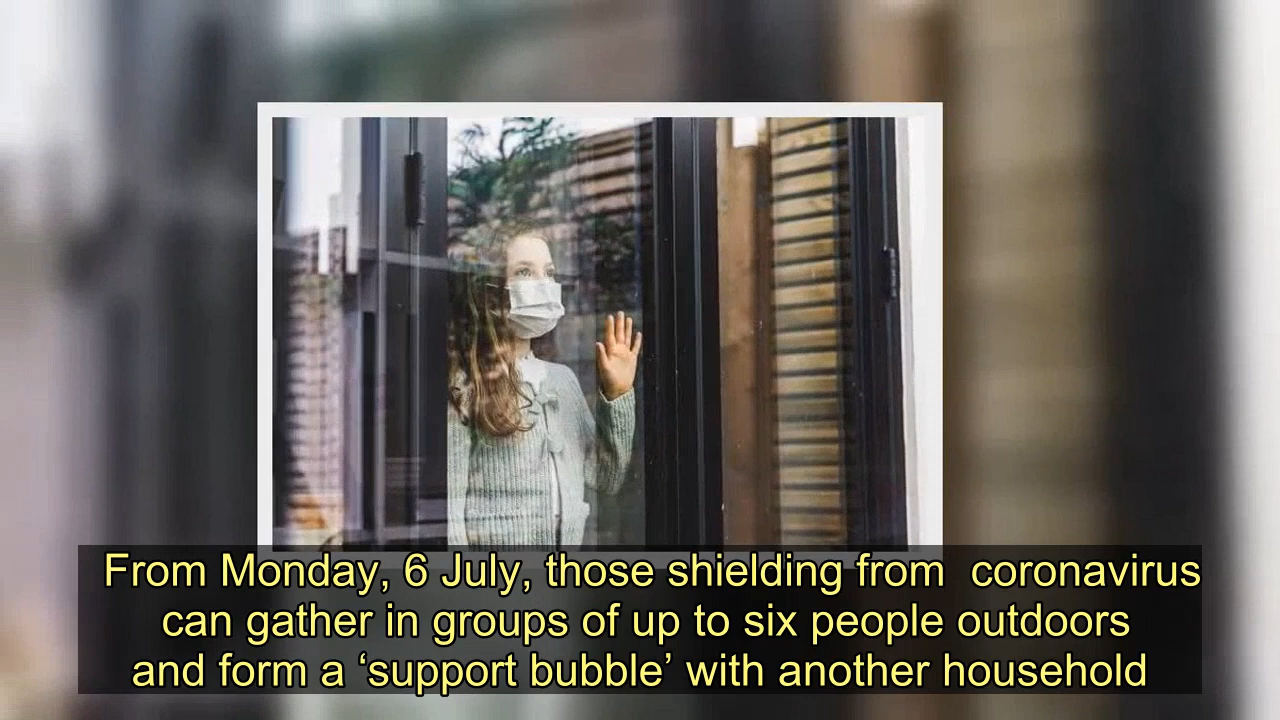 From Monday, 6 July, those shielding from  coronavirus
can gather in groups of up to six people outdoors
and form a ‘support bubble’ with another household